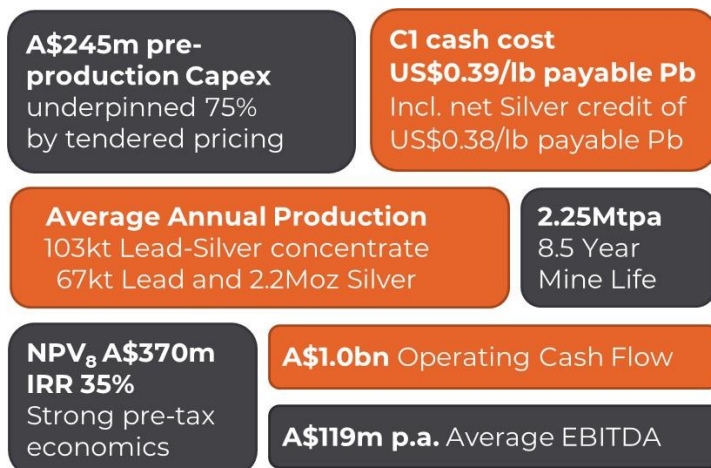 A$245m pre-
production Capex
underpinned 75%
by tendered pricing
C1 cash cost
US$0.39/lb payable Pb
Incl. net Silver credit of
US$0.38/lb payable Pb
Average Annual Production
103kt Lead-Silver concentrate
67kt Lead and 2.2Moz Silver
2.25Mtpa
8.5 Year
Mine Life
NPV₈ A$370m
IRR 35%
Strong pre-tax
economics
A$1.0bn Operating Cash Flow
A$119m p.a. Average EBITDA